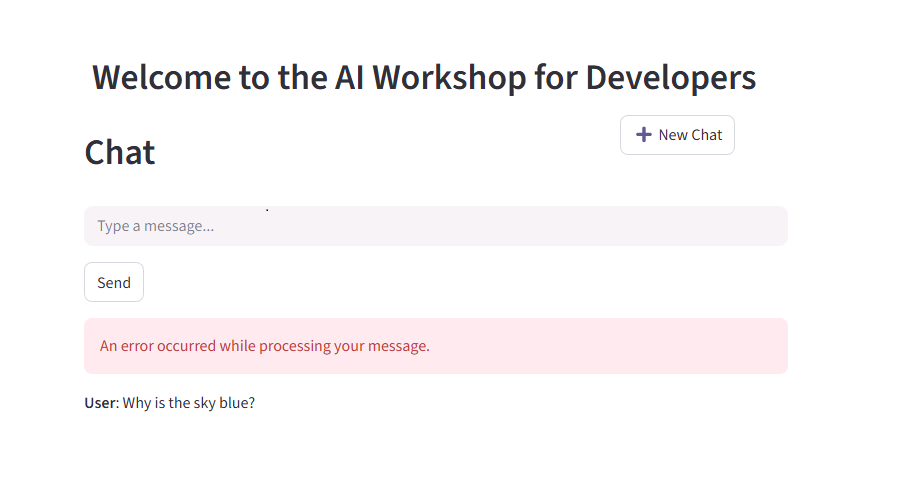 Welcome to the AI Workshop for Developers
New Chat
Chat
Type a message...
Send
An error occurred while processing your message.
User: Why is the sky blue?